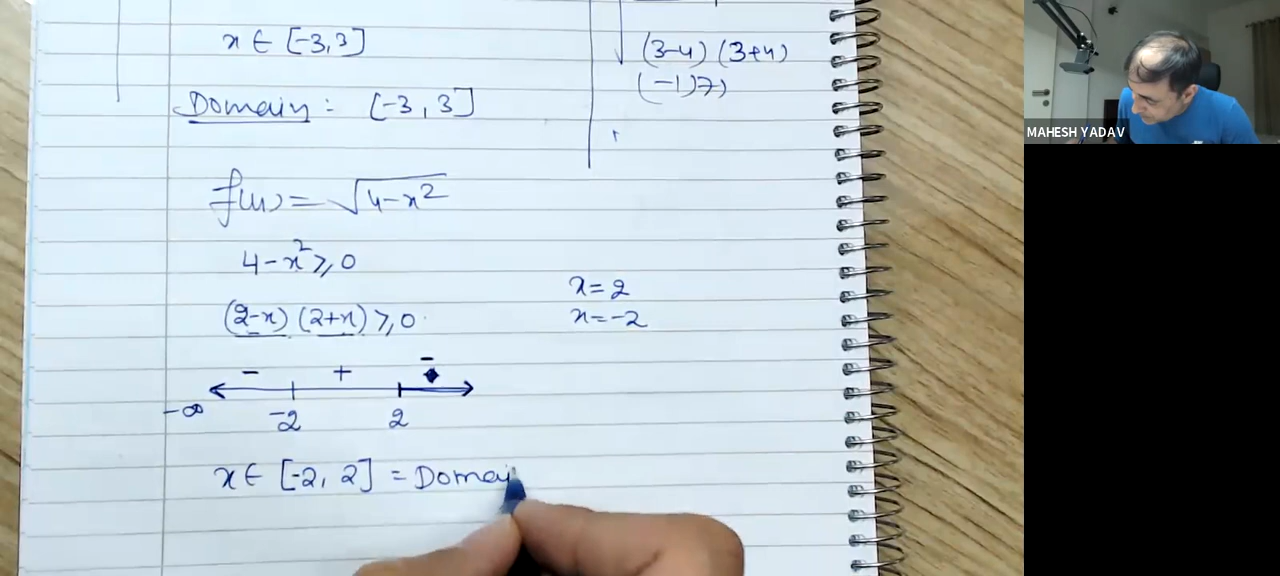 x ∈ [-3, 3]
(3-4) (3+4)
(-1)7)
Domain : [-3, 3]
f(x) = √4-x²
4-x² ≥ 0
(2-x) (2+x) ≥ 0
x = 2
x = -2
- + -
-∞ -2 2
x ∈ [-2, 2] = Domai
MAHESH YADAV